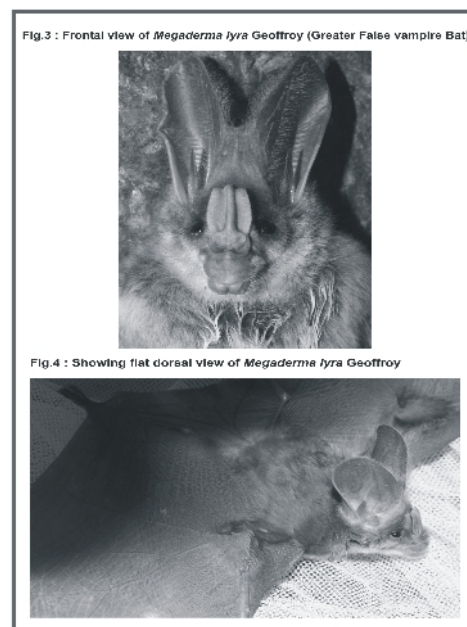 Fig.3 : Frontal view of Megaderma lyra Geoffroy (Greater False vampire Bat)
Fig.4 : Showing flat dorsal view of Megaderma lyra Geoffroy